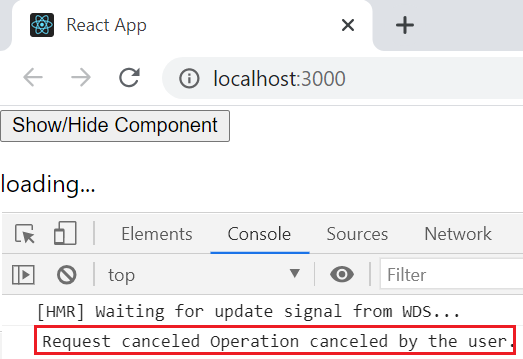 React App
localhost:3000
Show/Hide Component
loading...
Elements Console Sources Network
top Filter
[HMR] Waiting for update signal from WDS...
Request canceled Operation canceled by the user.